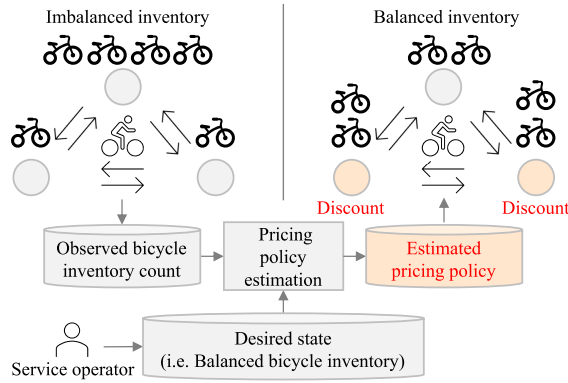 Imbalanced inventory
Balanced inventory
Discount
Discount
Observed bicycle
inventory count
Pricing
policy
estimation
Estimated
pricing policy
Service operator
Desired state
(i.e. Balanced bicycle inventory)